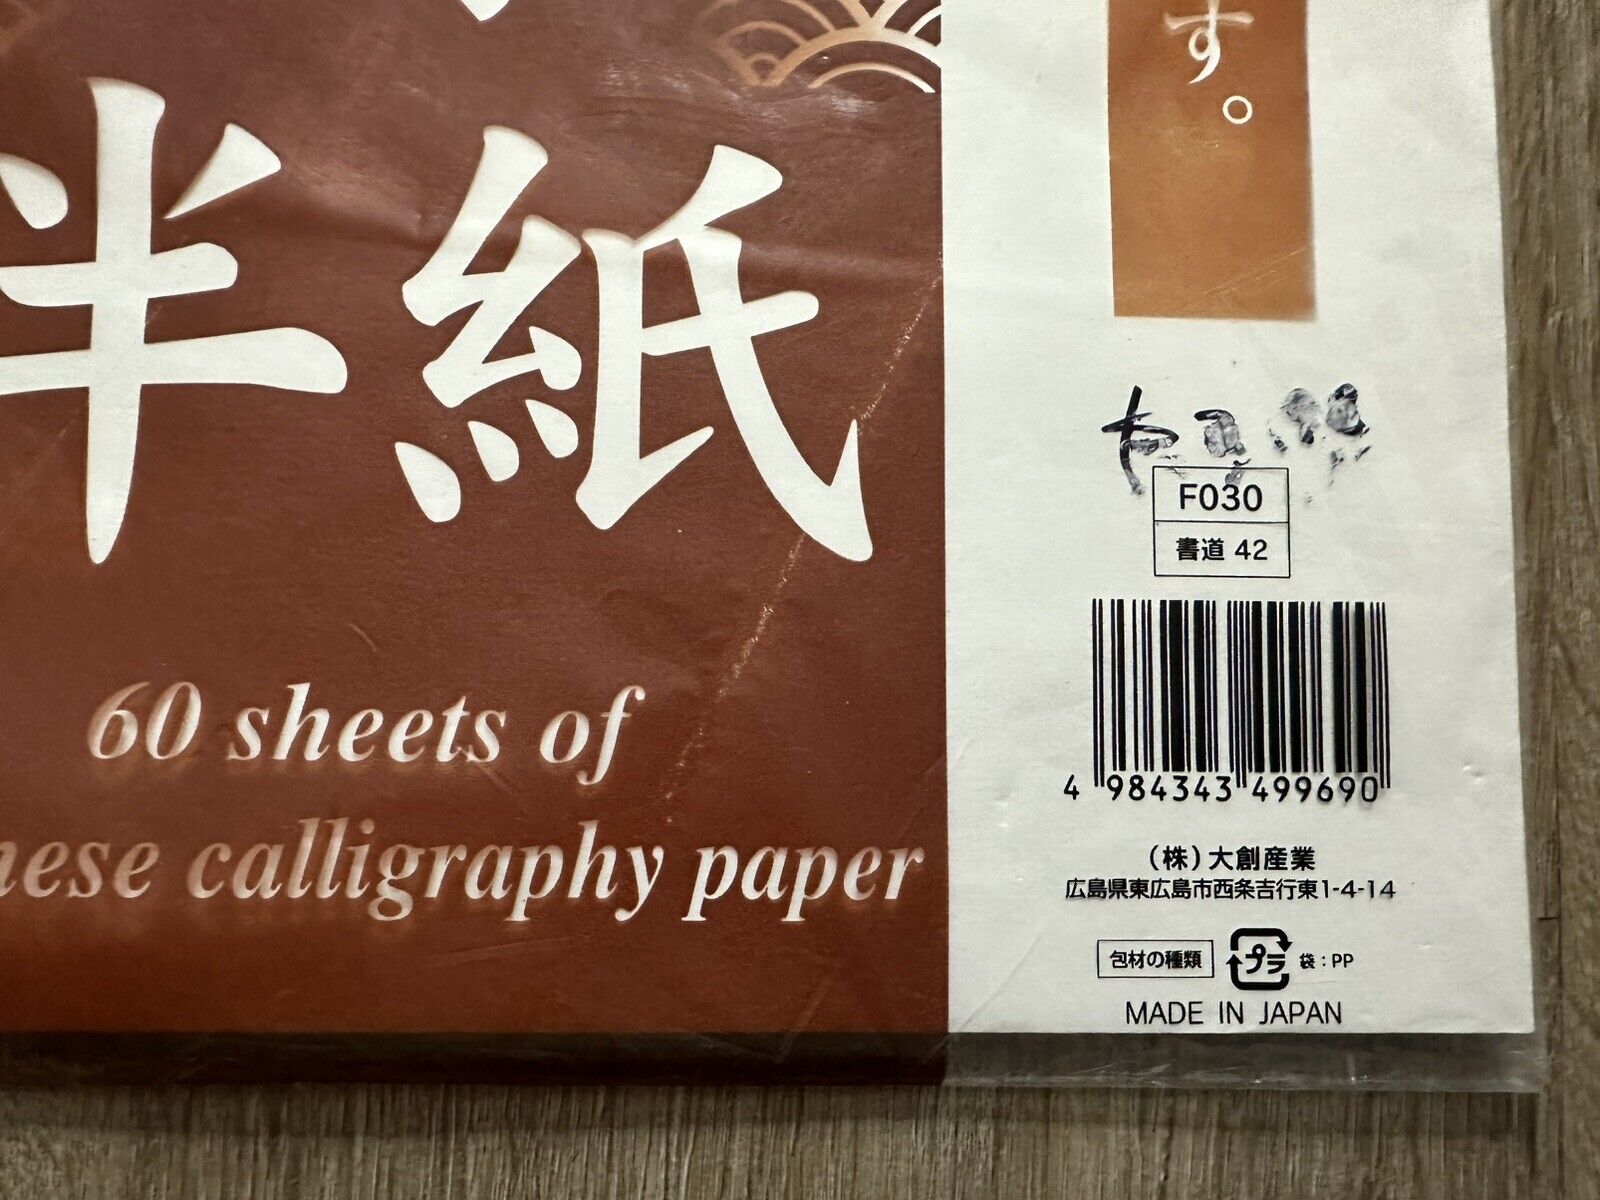 す。
半紙
60 sheets of
nese calligraphy paper
F030
書道 42
4 984343 499690
(株)大創産業
広島県東広島市西条吉行東1-4-14
包材の種類 プラ 袋:PP
MADE IN JAPAN